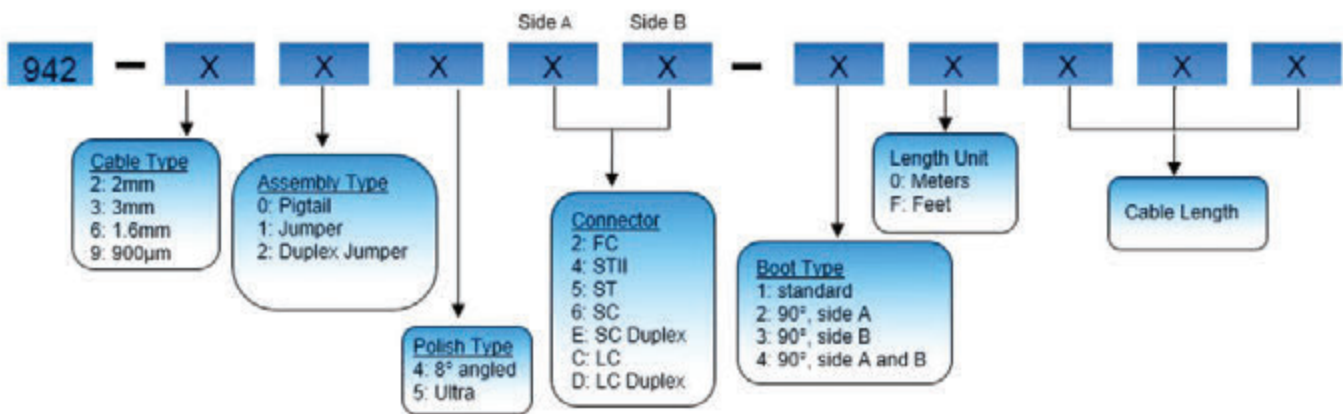 Side A Side B
942 - X X X X X - X X X X X
Cable Type
2: 2mm
3: 3mm
6: 1.6mm
9: 900µm
Assembly Type
0: Pigtail
1: Jumper
2: Duplex Jumper
Polish Type
4: 8° angled
5: Ultra
Connector
2: FC
4: STII
5: ST
6: SC
E: SC Duplex
C: LC
D: LC Duplex
Boot Type
1: standard
2: 90°, side A
3: 90°, side B
4: 90°, side A and B
Length Unit
0: Meters
F: Feet
Cable Length